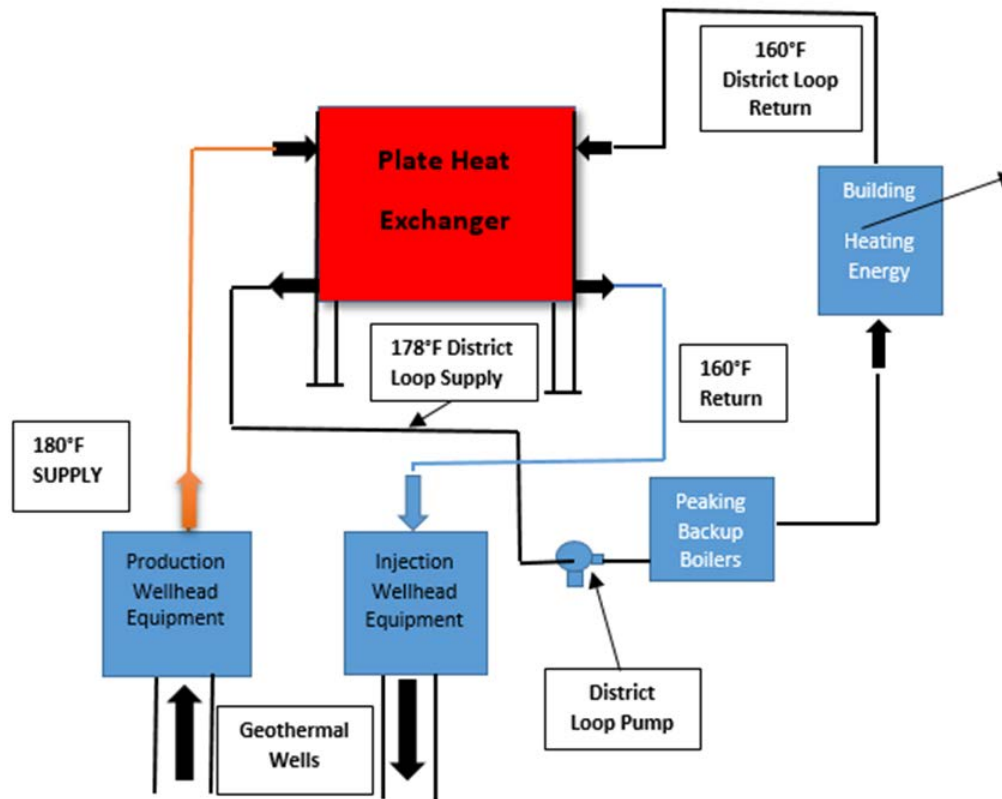 160°F
District Loop
Return
Plate Heat
Exchanger
Building
Heating
Energy
178°F District
Loop Supply
160°F
Return
180°F
SUPPLY
Peaking
Backup
Boilers
Production
Wellhead
Equipment
Injection
Wellhead
Equipment
District
Loop Pump
Geothermal
Wells